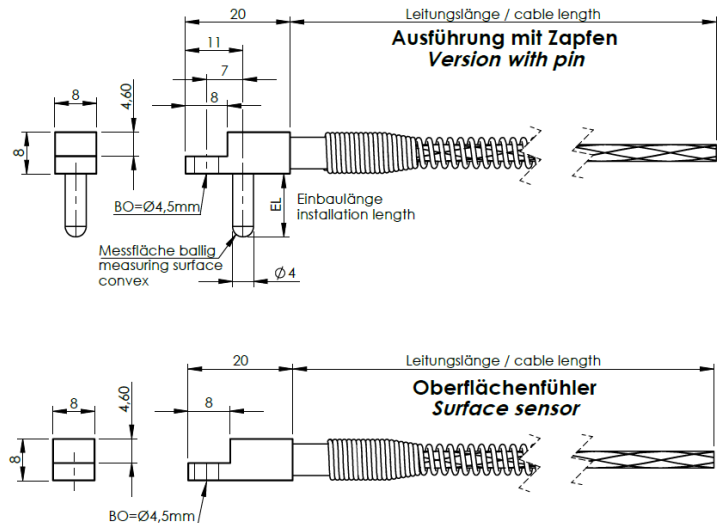 20
Leitungslänge / cable length
Ausführung mit Zapfen
Version with pin
11
7
8
8
4,60
8
BO=Ø4,5mm
EL
Einbaulänge
installation length
Messfläche ballig
measuring surface
convex
Ø4
20
Leitungslänge / cable length
Oberflächenfühler
Surface sensor
8
8
4,60
8
BO=Ø4,5mm